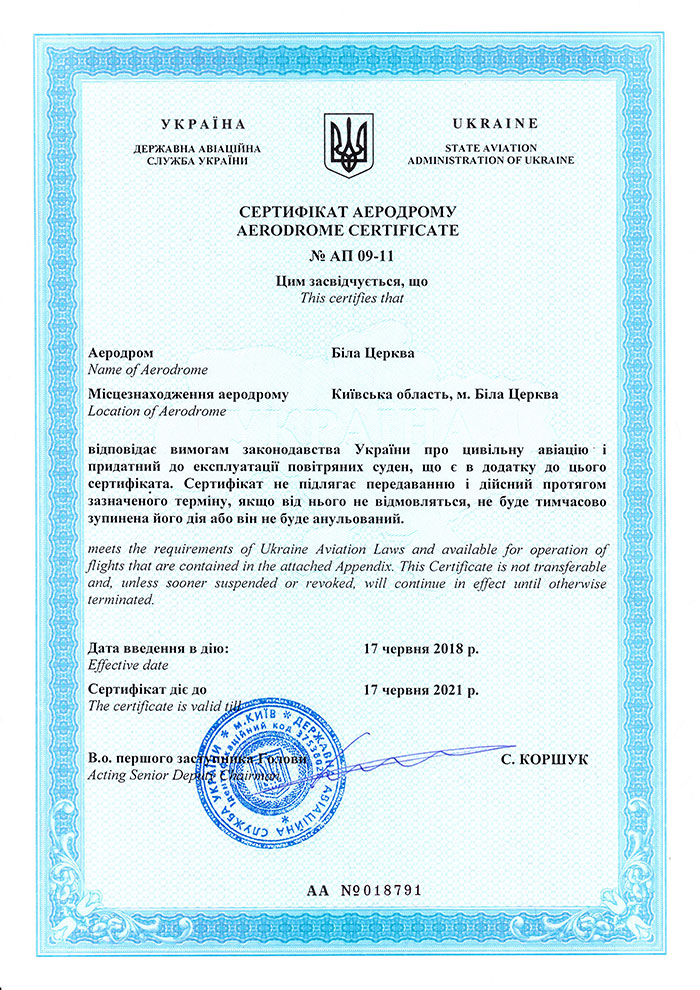 УКРАЇНА
ДЕРЖАВНА АВІАЦІЙНА
СЛУЖБА УКРАЇНИ
UKRAINE
STATE AVIATION
ADMINISTRATION OF UKRAINE
СЕРТИФІКАТ АЕРОДРОМУ
AERODROME CERTIFICATE
№ АП 09-11
Цим засвідчується, що
This certifies that
Аеродром Біла Церква
Name of Aerodrome
Місцезнаходження аеродрому Київська область, м. Біла Церква
Location of Aerodrome
УКРАЇНА
відповідає вимогам законодавства України про цивільну авіацію і
придатний до експлуатації повітряних суден, що є в додатку до цього
сертифіката. Сертифікат не підлягає передаванню і дійсний протягом
зазначеного терміну, якщо від нього не відмовляться, не буде тимчасово
зупинена його дія або він не буде анульований.
meets the requirements of Ukraine Aviation Laws and available for operation of
flights that are contained in the attached Appendix. This Certificate is not transferable
and, unless sooner suspended or revoked, will continue in effect until otherwise
terminated.
Дата введення в дію: 17 червня 2018 р.
Effective date
Сертифікат діє до 17 червня 2021 р.
The certificate is valid till
В.о. першого заступника Голови С. КОРШУК
Acting Senior Deputy Chairman
ДЕРЖАВНА АВІАЦІЙНА СЛУЖБА УКРАЇНИ * м.КИЇВ *
Ідентифікаційний код
АА №018791